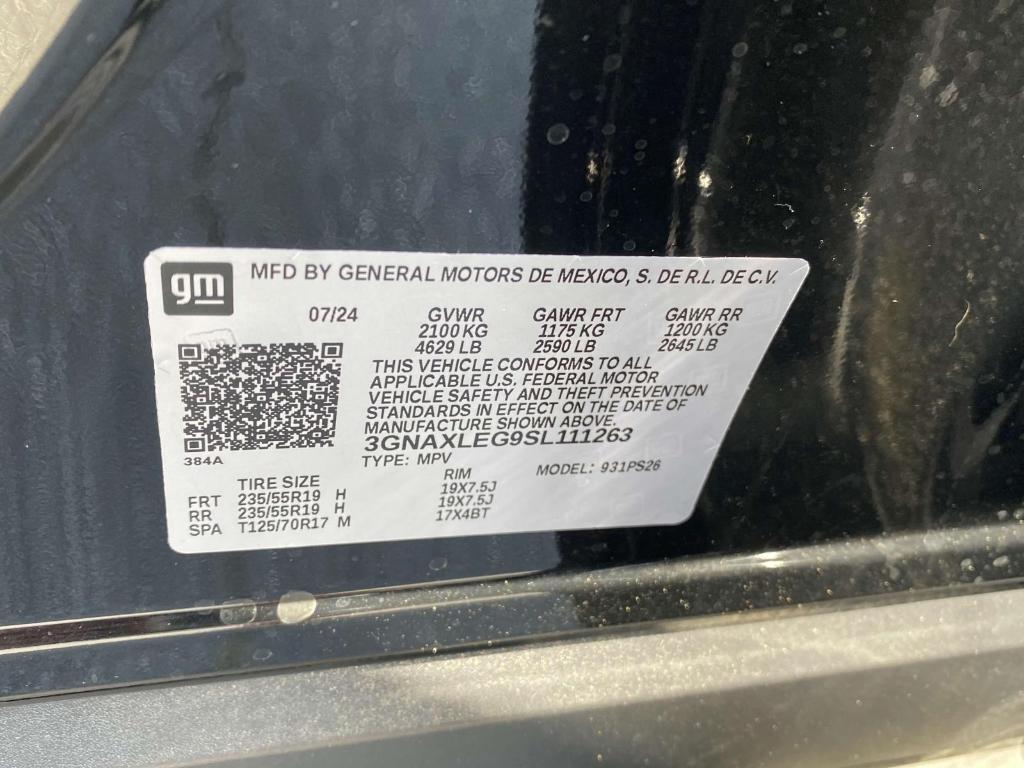 gm MFD BY GENERAL MOTORS DE MEXICO, S. DE R.L. DE C.V.
07/24 GVWR GAWR FRT GAWR RR
2100 KG 1175 KG 1200 KG
4629 LB 2590 LB 2645 LB
THIS VEHICLE CONFORMS TO ALL
APPLICABLE U.S. FEDERAL MOTOR
VEHICLE SAFETY AND THEFT PREVENTION
STANDARDS IN EFFECT ON THE DATE OF
MANUFACTURE SHOWN ABOVE.
3GNAXLEG9SL111263
384A
TYPE: MPV MODEL: 931PS26
TIRE SIZE RIM
FRT 235/55R19 H 19X7.5J
RR 235/55R19 H 19X7.5J
SPA T125/70R17 M 17X4BT